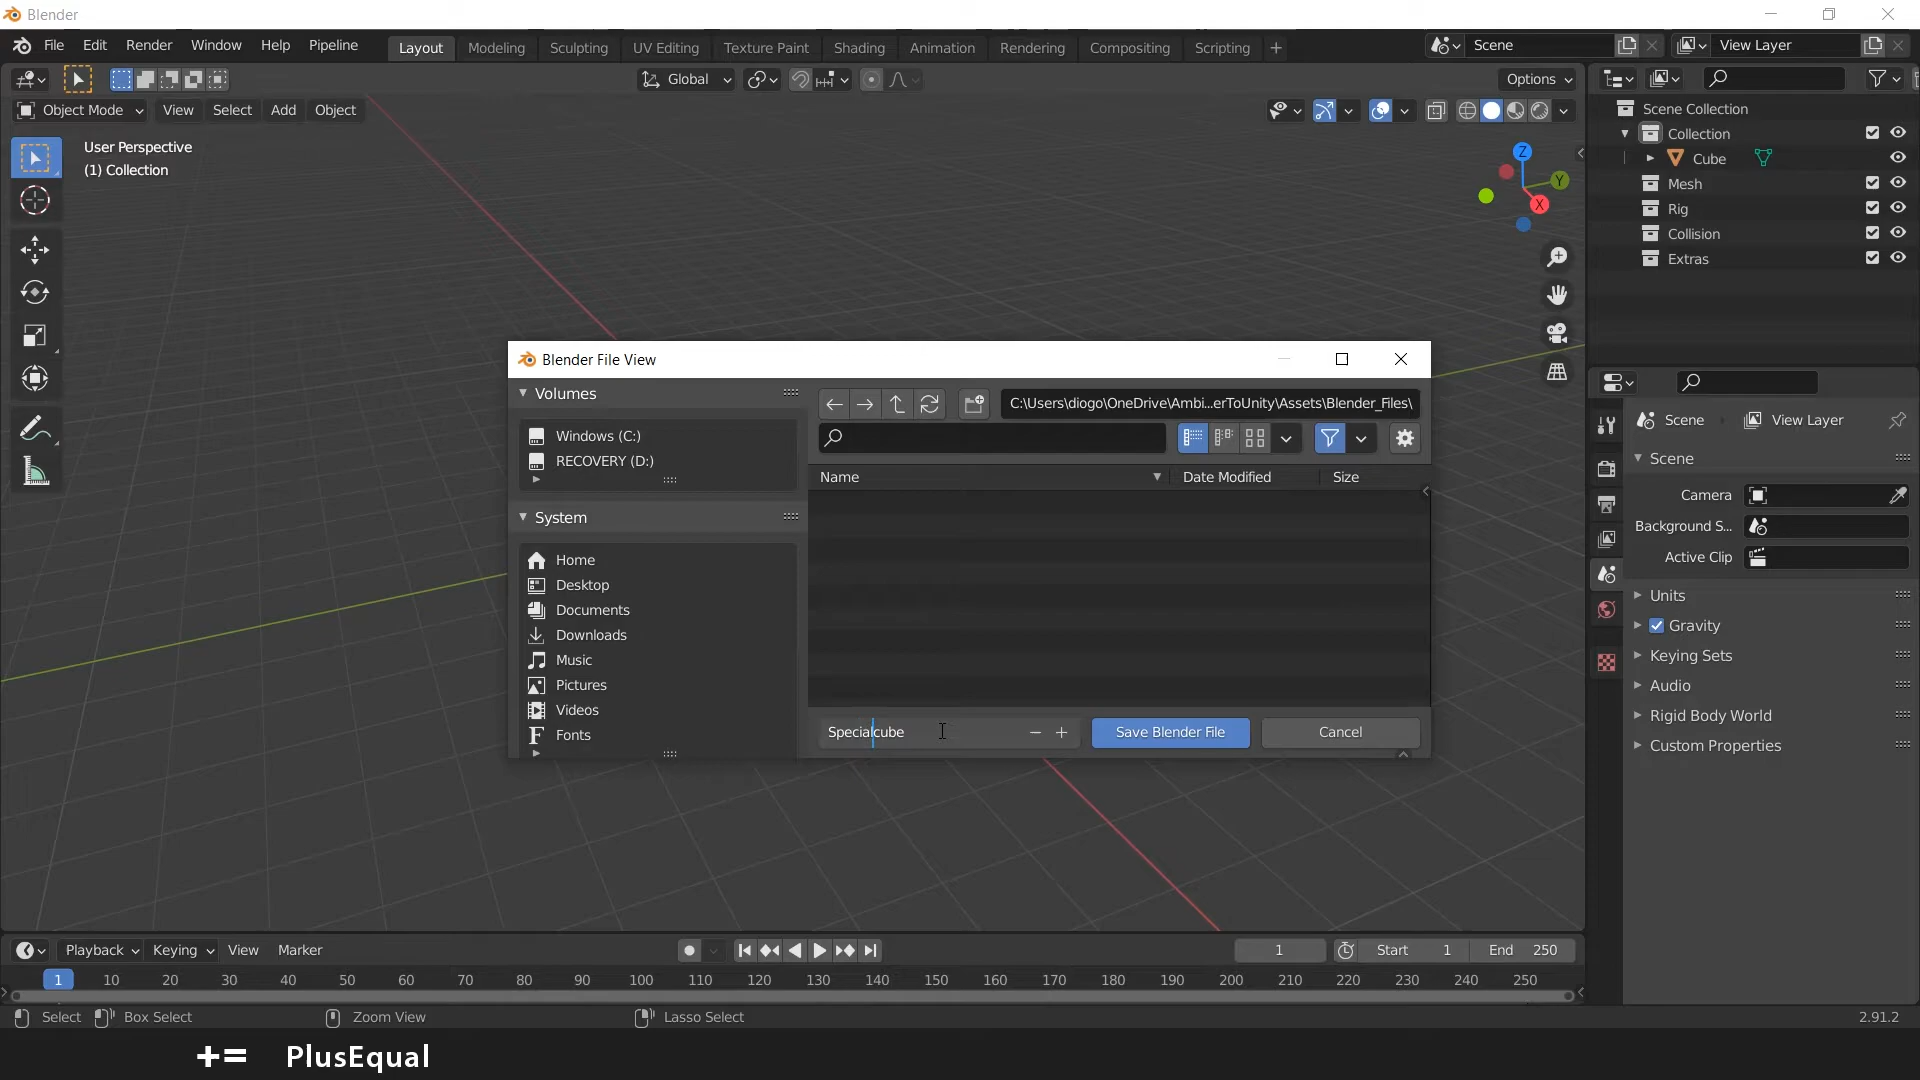 Blender
File Edit Render Window Help Pipeline
Layout Modeling Sculpting UV Editing Texture Paint Shading Animation Rendering Compositing Scripting +
Scene
View Layer
Global
Options
Object Mode View Select Add Object
User Perspective
(1) Collection
Z
Y
X
Scene Collection
Collection
Cube
Mesh
Rig
Collision
Extras
Blender File View
Volumes
Windows (C:)
RECOVERY (D:)
System
Home
Desktop
Documents
Downloads
Music
Pictures
Videos
Fonts
C:\Users\diogo\OneDrive\Ambi...erToUnity\Assets\Blender_Files\
Name Date Modified Size
Specialcube
Save Blender File
Cancel
Scene View Layer
Scene
Camera
Background S...
Active Clip
Units
Gravity
Keying Sets
Audio
Rigid Body World
Custom Properties
Playback Keying View Marker
1
Start 1
End 250
1 10 20 30 40 50 60 70 80 90 100 110 120 130 140 150 160 170 180 190 200 210 220 230 240 250
Select Box Select Zoom View Lasso Select
2.91.2
+= PlusEqual